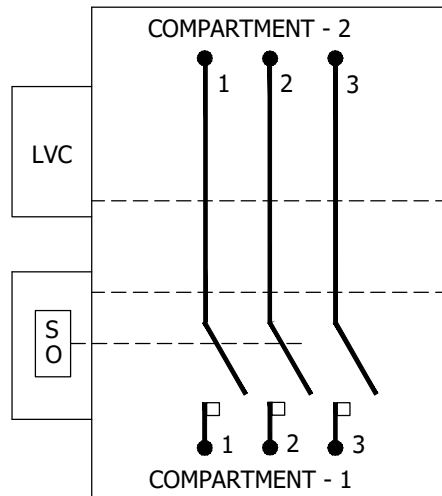 COMPARTMENT - 2
1 2 3
LVC
S
O
1 2 3
COMPARTMENT - 1